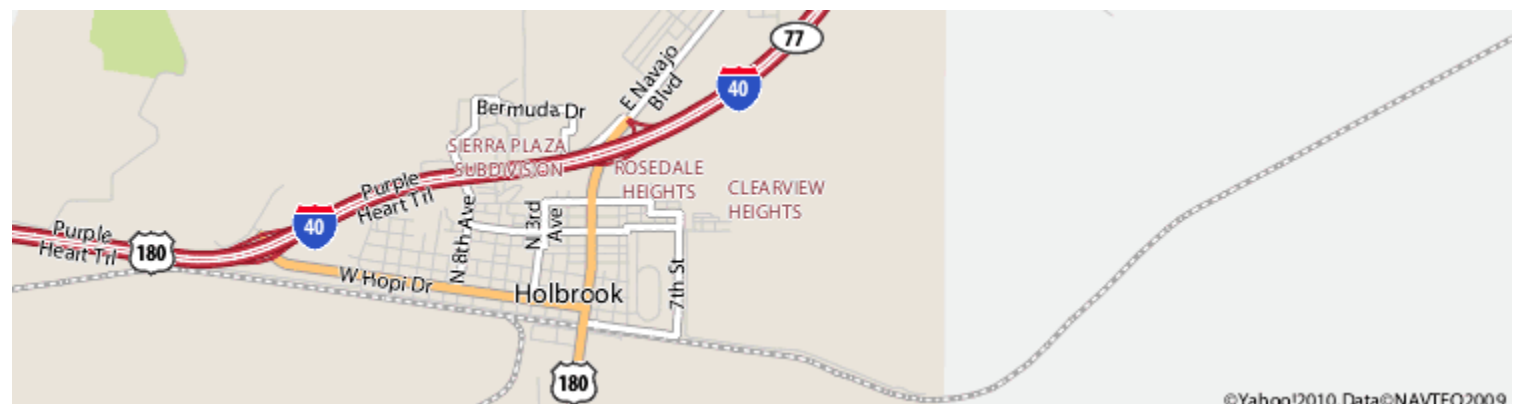 77
E Navajo
Blvd
40
Bermuda Dr
SIERRA PLAZA
SUBDIVISION
ROSEDALE
HEIGHTS
CLEARVIEW
HEIGHTS
Purple
Heart Trl
40
N 8th Ave
N 3rd
Ave
Purple
Heart Trl
180
W Hopi Dr
Holbrook
7th St
180
©Yahoo!2010 Data©NAVTEQ2009